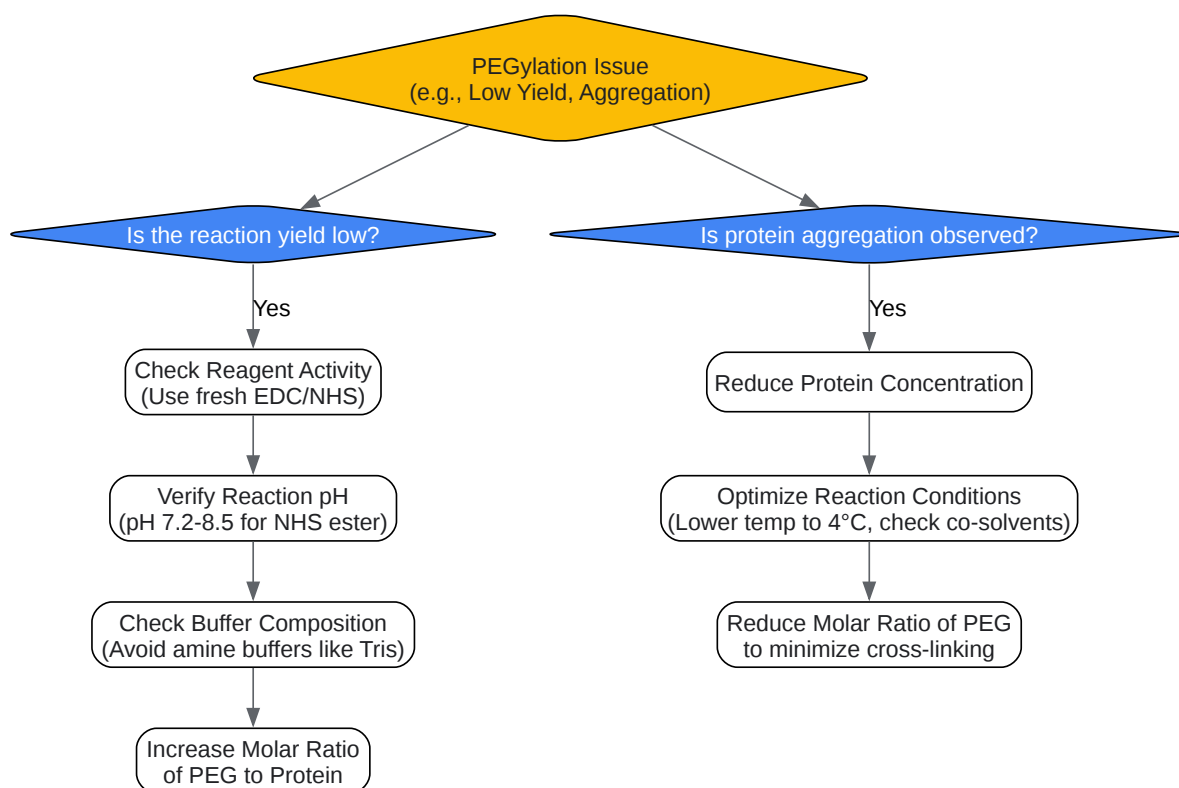 PEGylation Issue
(e.g., Low Yield, Aggregation)
Is the reaction yield low?
Is protein aggregation observed?
Yes
Yes
Check Reagent Activity
(Use fresh EDC/NHS)
Reduce Protein Concentration
Verify Reaction pH
(pH 7.2-8.5 for NHS ester)
Optimize Reaction Conditions
(Lower temp to 4°C, check co-solvents)
Check Buffer Composition
(Avoid amine buffers like Tris)
Reduce Molar Ratio of PEG
to minimize cross-linking
Increase Molar Ratio
of PEG to Protein